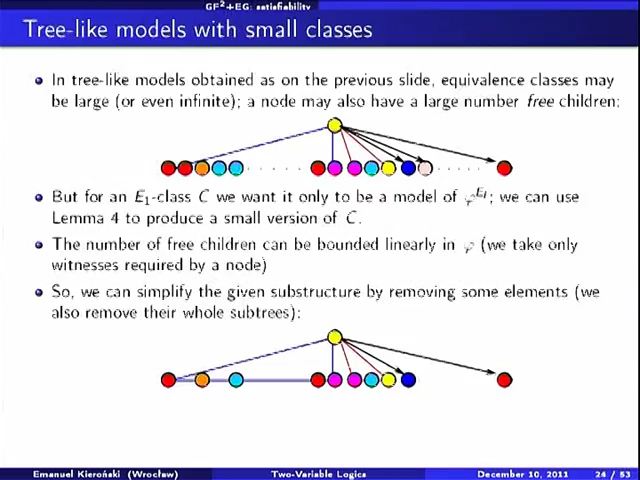 GF²+EG: satisfiability
Tree-like models with small classes
In tree-like models obtained as on the previous slide, equivalence classes may
be large (or even infinite); a node may also have a large number free children:
But for an E₁-class C we want it only to be a model of φ^{E₁}; we can use
Lemma 4 to produce a small version of C.
The number of free children can be bounded linearly in φ (we take only
witnesses required by a node)
So, we can simplify the given substructure by removing some elements (we
also remove their whole subtrees):
Emanuel Kieroński (Wrocław) Two-Variable Logics December 10, 2011 24 / 53